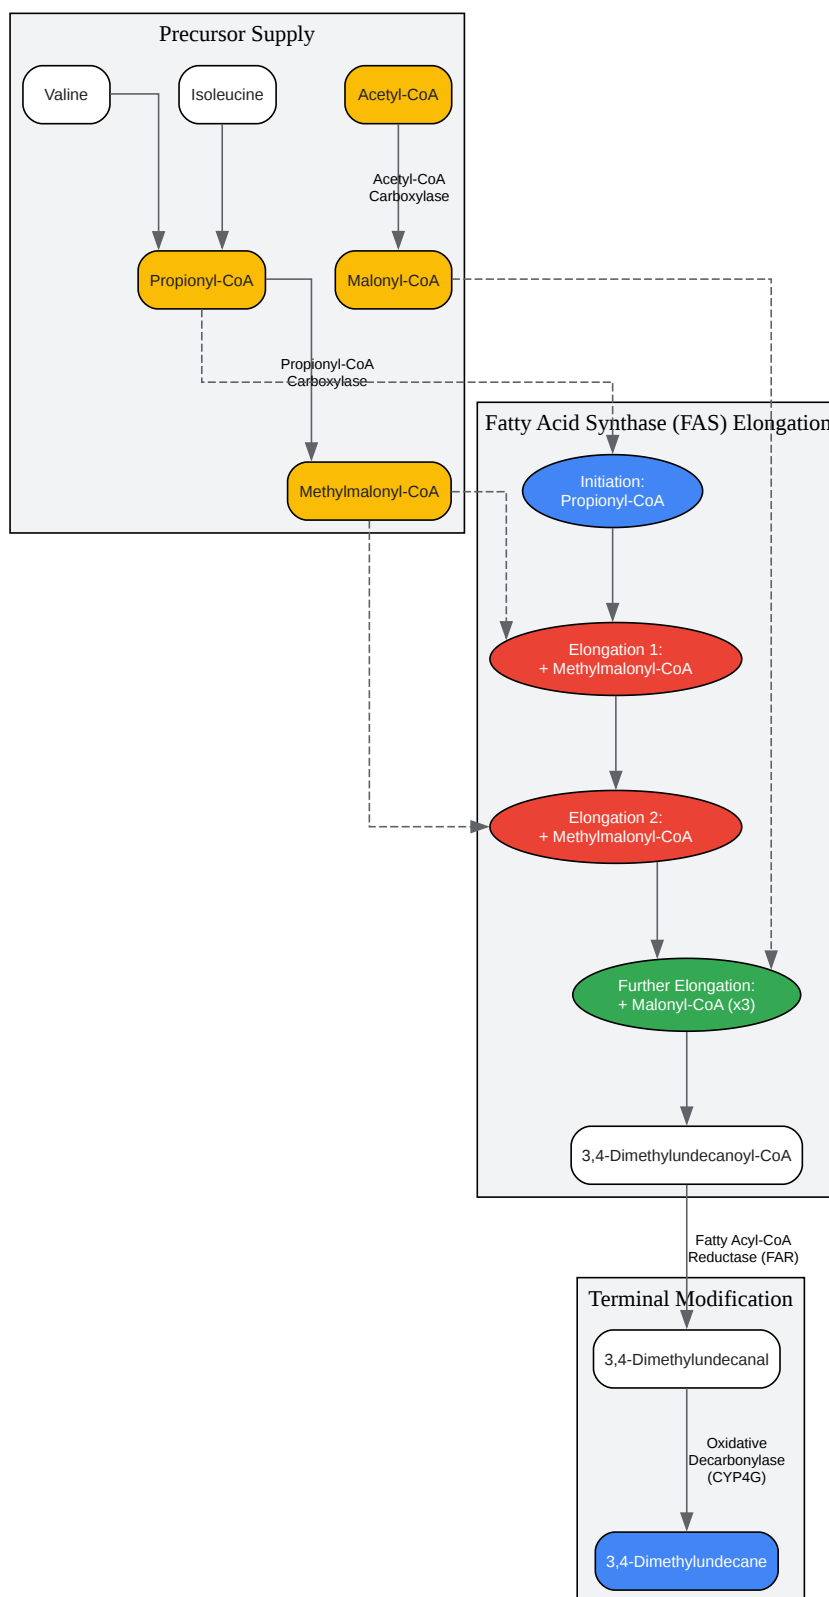 Precursor Supply
Valine
Isoleucine
Acetyl-CoA
Acetyl-CoA
Carboxylase
Propionyl-CoA
Malonyl-CoA
Propionyl-CoA
Carboxylase
Methylmalonyl-CoA
Fatty Acid Synthase (FAS) Elongation
Initiation:
Propionyl-CoA
Elongation 1:
+ Methylmalonyl-CoA
Elongation 2:
+ Methylmalonyl-CoA
Further Elongation:
+ Malonyl-CoA (x3)
3,4-Dimethylundecanoyl-CoA
Fatty Acyl-CoA
Reductase (FAR)
Terminal Modification
3,4-Dimethylundecanal
Oxidative
Decarbonylase
(CYP4G)
3,4-Dimethylundecane